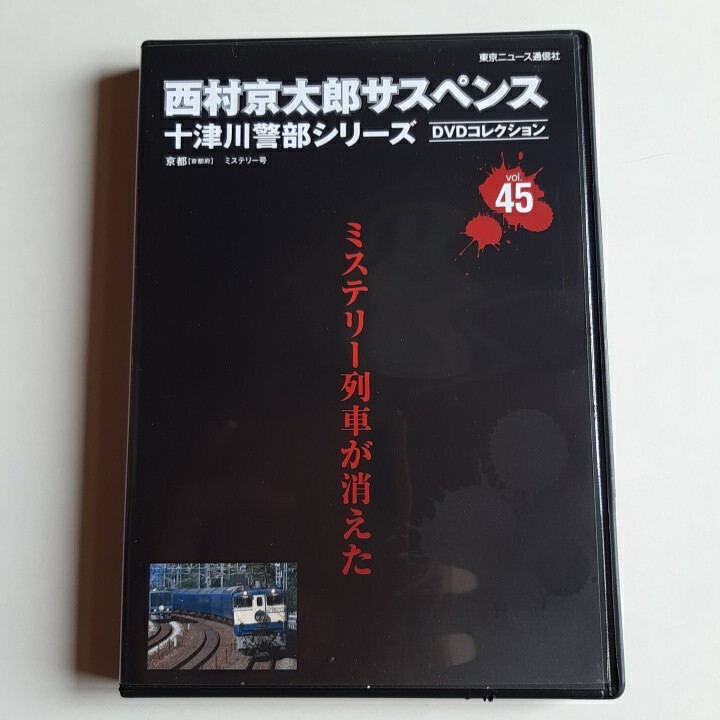 東京ニュース通信社
西村京太郎サスペンス
十津川警部シリーズ DVDコレクション
京都[京都府] ミステリー号
vol.
45
ミステリー列車が消えた